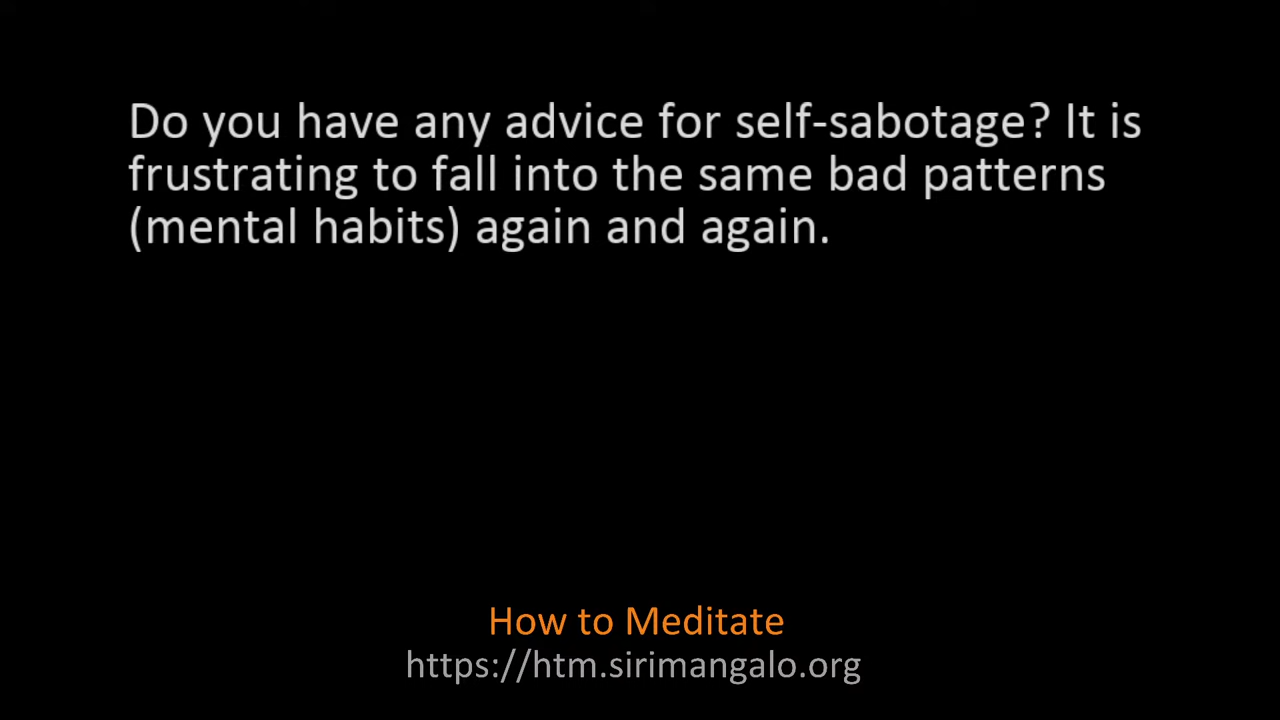 Do you have any advice for self-sabotage? It is
frustrating to fall into the same bad patterns
(mental habits) again and again.
How to Meditate
https://htm.sirimangalo.org